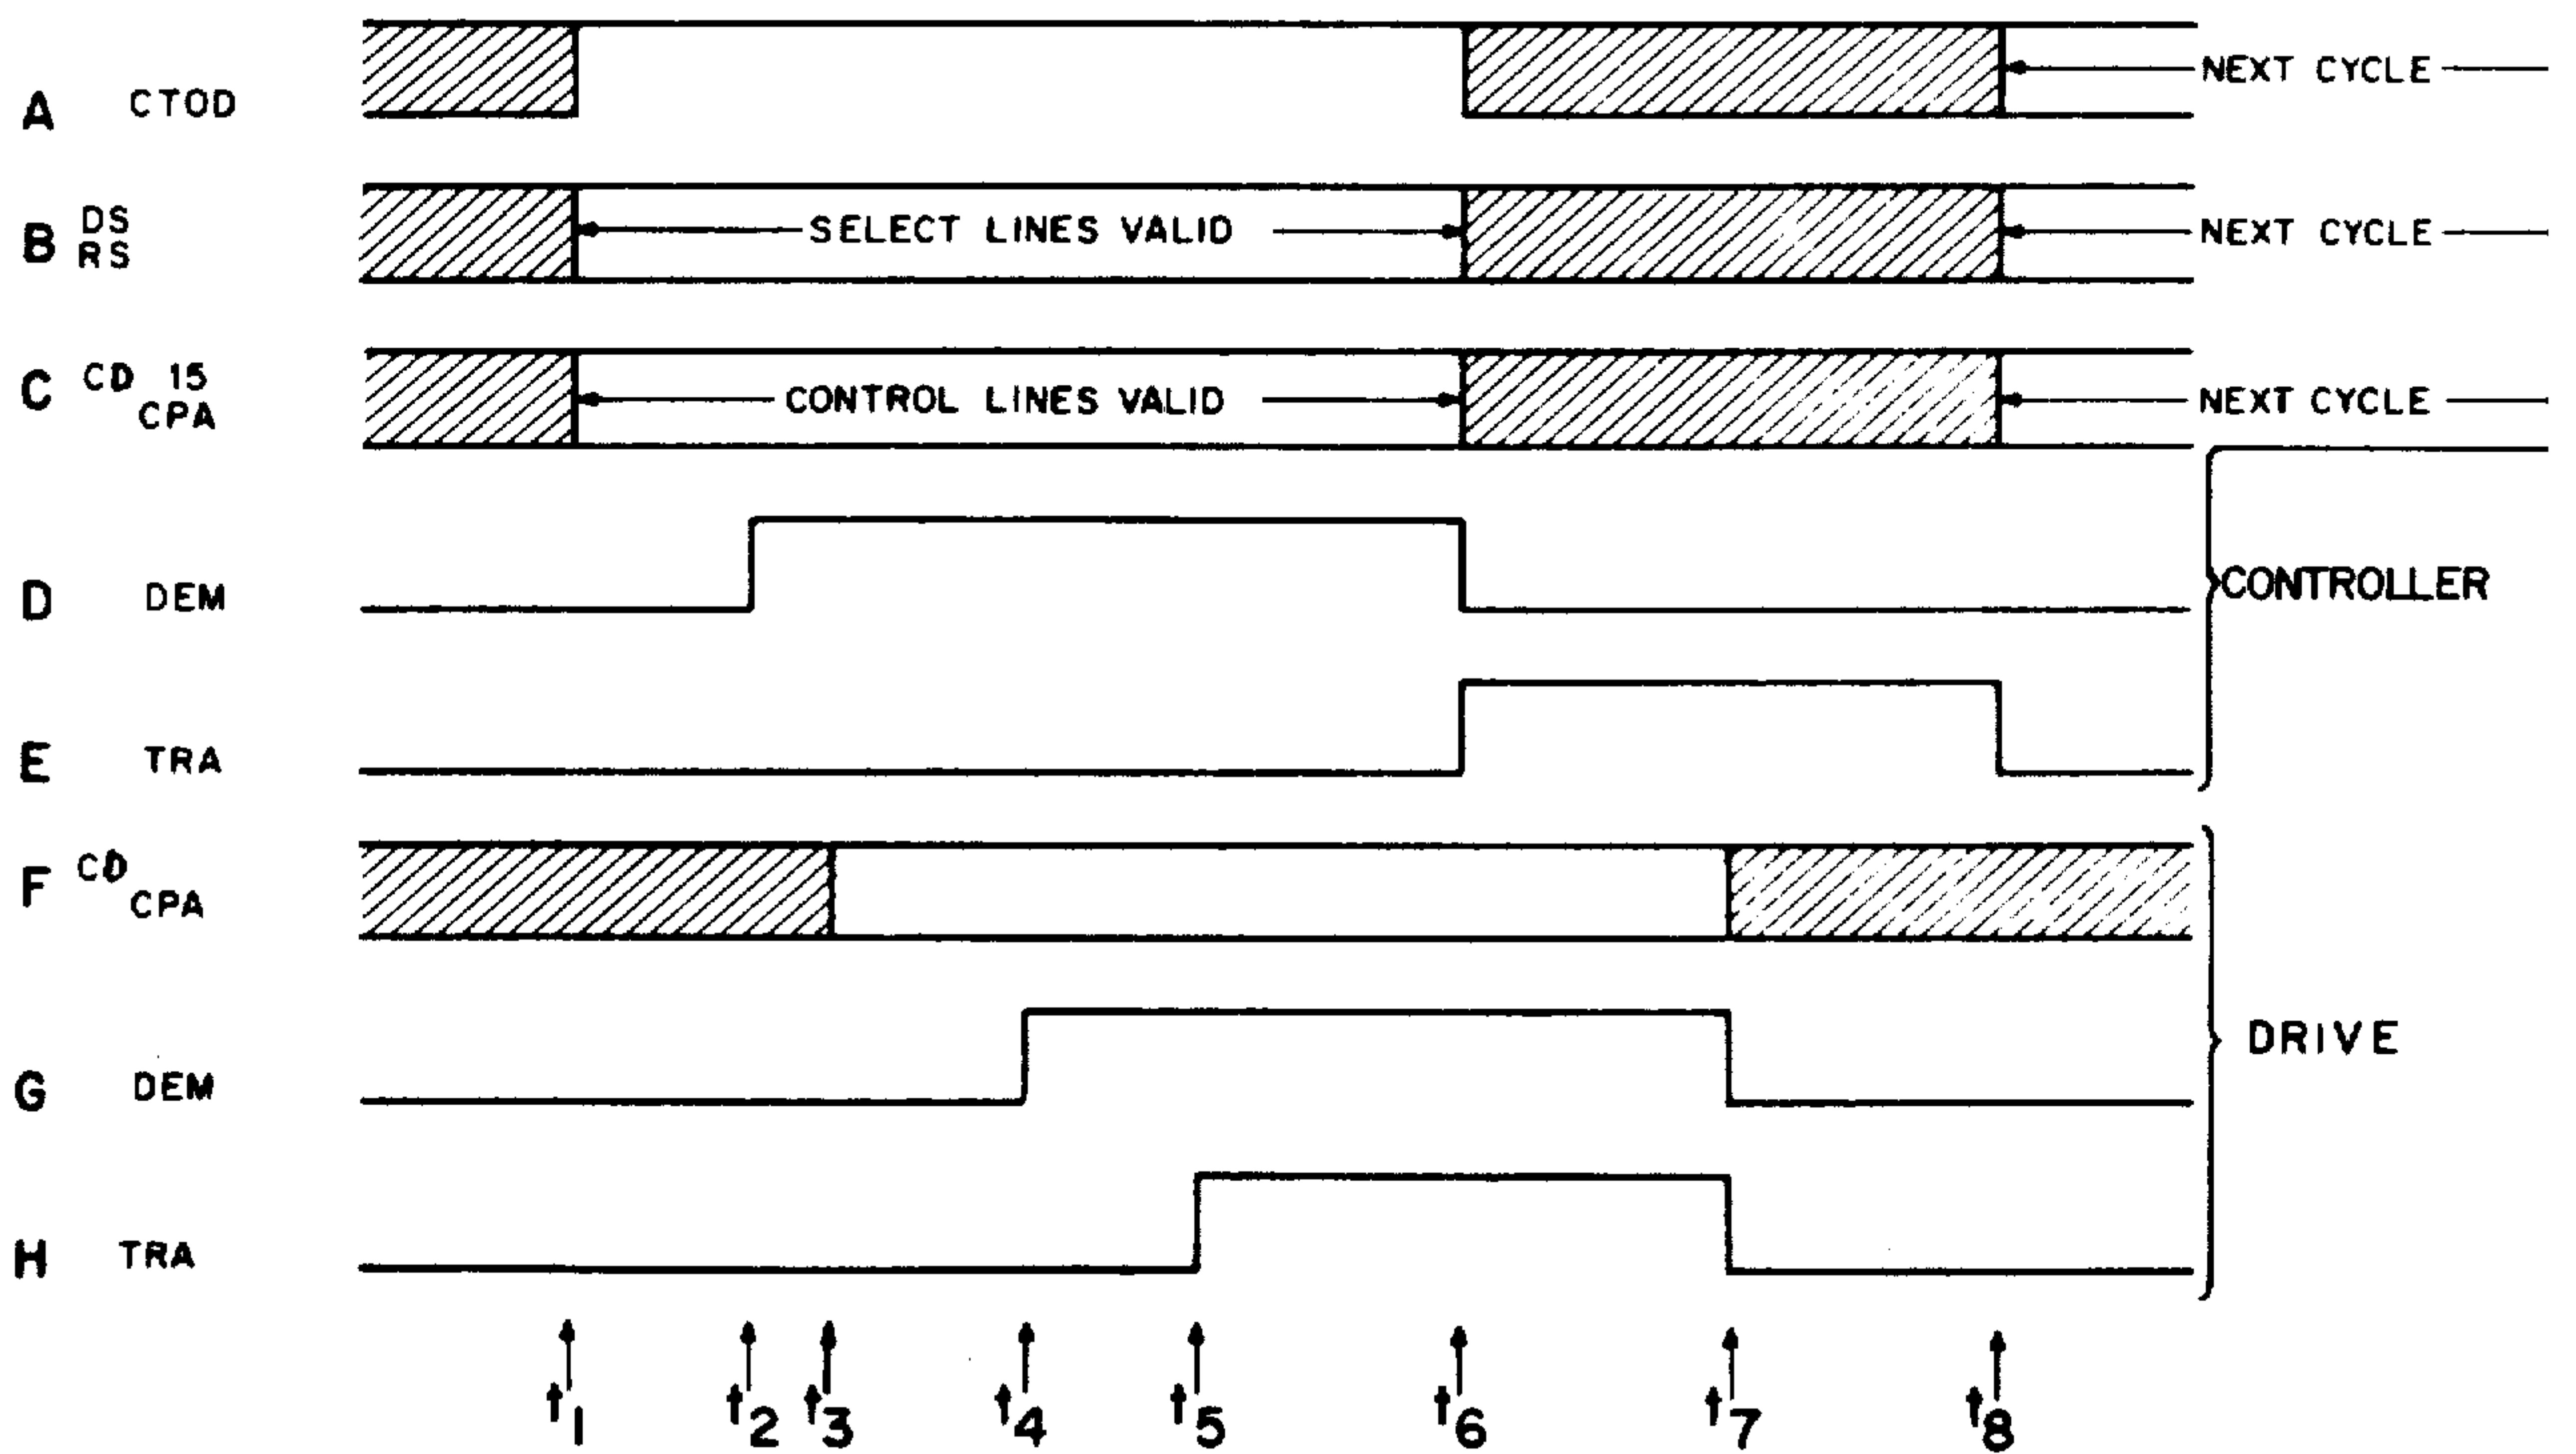 A CTOD NEXT CYCLE
B DS
RS SELECT LINES VALID NEXT CYCLE
C CD 15
CPA CONTROL LINES VALID NEXT CYCLE
D DEM CONTROLLER
E TRA
F CD
CPA
G DEM DRIVE
H TRA
t1 t2 t3 t4 t5 t6 t7 t8